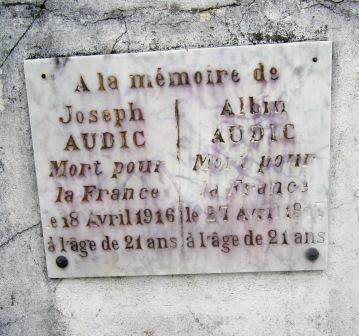 A la mémoire de
Joseph
AUDIC
Mort pour
la France
le 18 Avril 1916
à l'âge de 21 ans
Albin
AUDIC
Mort pour
la France
le 27 Avril
à l'âge de 21 ans